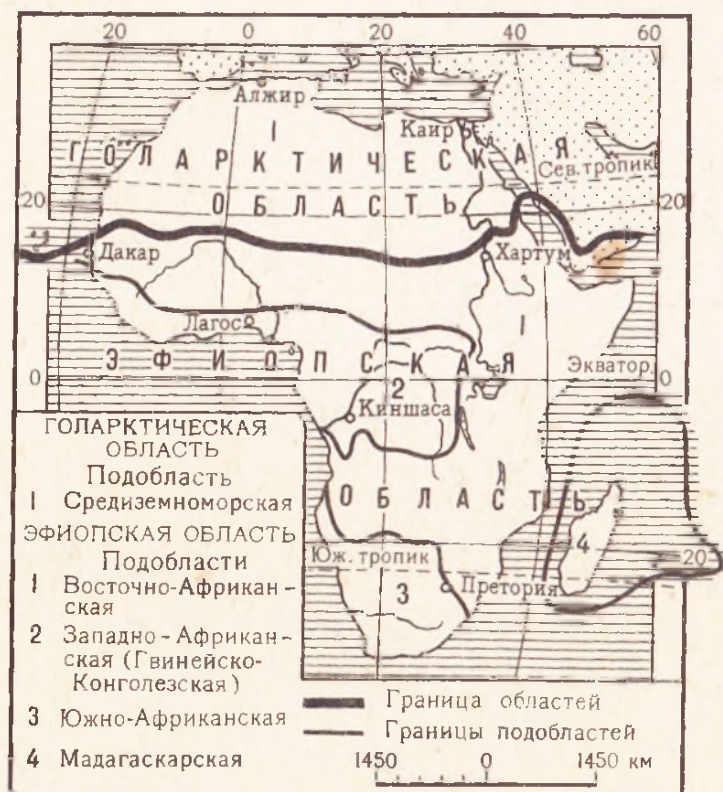 20 0 20 40 60
Алжир
Каир
I
ГОЛАРКТИЧЕСКАЯ
Сев. тропик
20 ОБЛАСТЬ 20
Дакар
Хартум
Лагос
I
ЭФИОПСКАЯ
Экватор
0 0
2
Киншаса
ОБЛАСТЬ
4
Юж. тропик
20
3
Претория
ГОЛАРКТИЧЕСКАЯ
ОБЛАСТЬ
Подобласть
I Средиземноморская
ЭФИОПСКАЯ ОБЛАСТЬ
Подобласти
I Восточно-Африкан-
ская
2 Западно-Африкан-
ская (Гвинейско-
Конголезская)
3 Южно-Африканская
4 Мадагаскарская
Граница областей
Границы подобластей
1450 0 1450 км